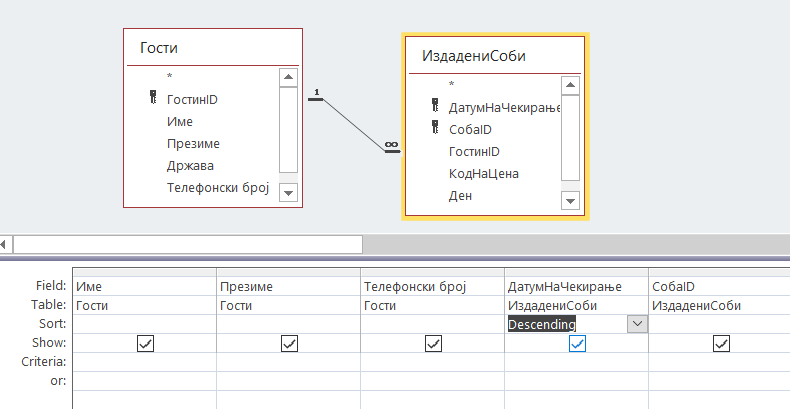 Гости
*
ГостинID
Име
Презиме
Држава
Телефонски број
1
∞
ИздадениСоби
*
ДатумНаЧекирање
СобаID
ГостинID
КодНаЦена
Ден
Field: Име Презиме Телефонски број ДатумНаЧекирање СобаID
Table: Гости Гости Гости ИздадениСоби ИздадениСоби
Sort: Descending
Show:
Criteria:
or: